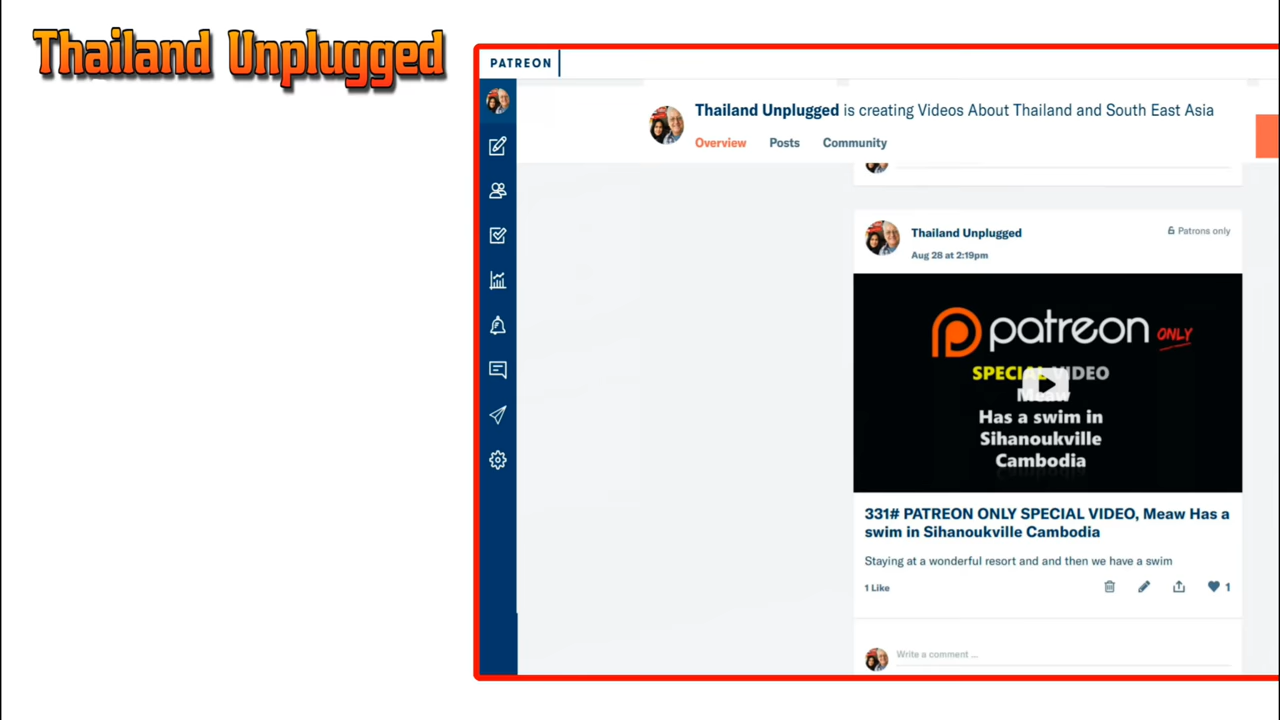 Thailand Unplugged
PATREON
Thailand Unplugged is creating Videos About Thailand and South East Asia
Overview Posts Community
Thailand Unplugged
Patrons only
Aug 28 at 2:19pm
patreon ONLY
SPECIAL VIDEO
Meaw
Has a swim in
Sihanoukville
Cambodia
331# PATREON ONLY SPECIAL VIDEO, Meaw Has a
swim in Sihanoukville Cambodia
Staying at a wonderful resort and and then we have a swim
1 Like
1
Write a comment ...